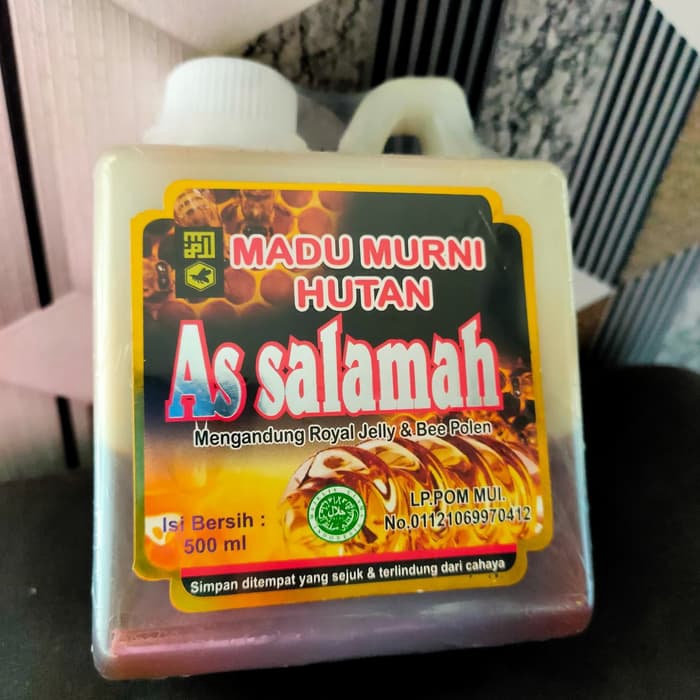 MADU MURNI
HUTAN
As salamah
Mengandung Royal Jelly & Bee Polen
Isi Bersih :
500 ml
LP.POM MUI.
No,01121069970412
Simpan ditempat yang sejuk & terlindung dari cahaya